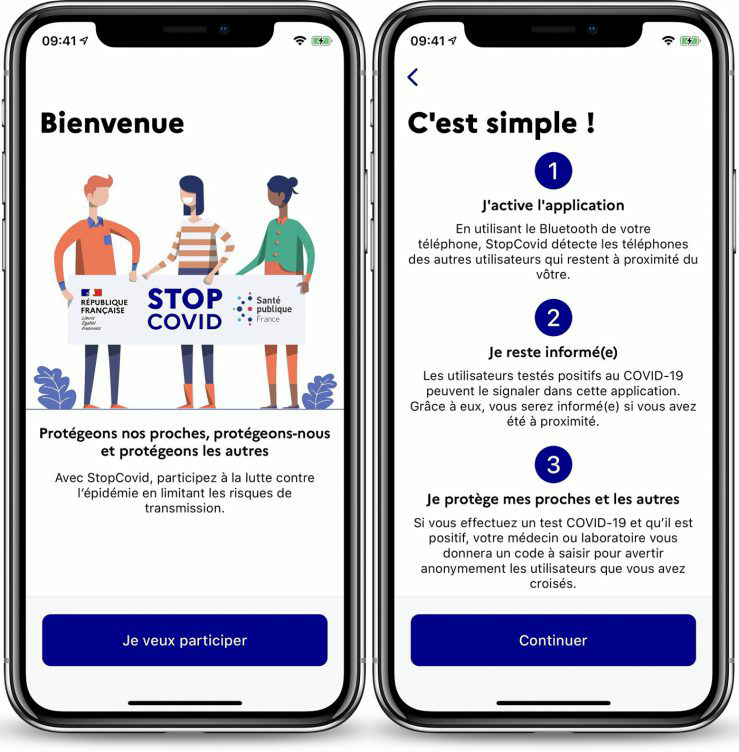 09:41
Bienvenue
RÉPUBLIQUE
FRANÇAISE
Liberté
Égalité
Fraternité
STOP
COVID
Santé
publique
France
Protégeons nos proches, protégeons-nous
et protégeons les autres
Avec StopCovid, participez à la lutte contre
l'épidémie en limitant les risques de
transmission.
Je veux participer
09:41
C'est simple !
1
J'active l'application
En utilisant le Bluetooth de votre
téléphone, StopCovid détecte les téléphones
des autres utilisateurs qui restent à proximité du
vôtre.
2
Je reste informé(e)
Les utilisateurs testés positifs au COVID-19
peuvent le signaler dans cette application.
Grâce à eux, vous serez informé(e) si vous avez
été à proximité.
3
Je protège mes proches et les autres
Si vous effectuez un test COVID-19 et qu'il est
positif, votre médecin ou laboratoire vous
donnera un code à saisir pour avertir
anonymement les utilisateurs que vous avez
croisés.
Continuer